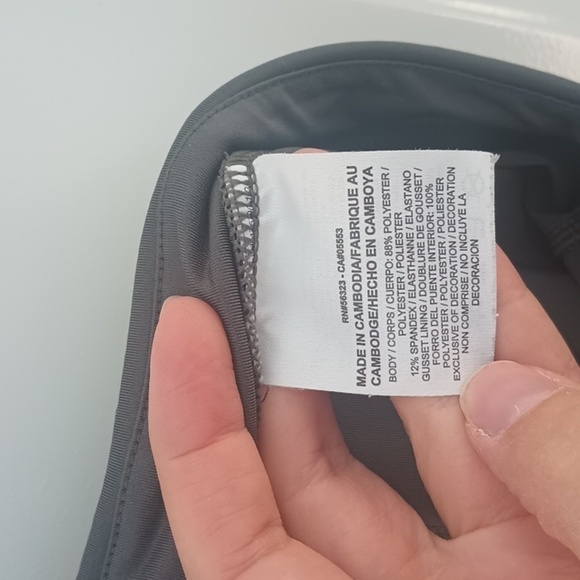 RN#56323 - CA#05553
MADE IN CAMBODIA/FABRIQUE AU
CAMBODGE/HECHO EN CAMBOYA
BODY / CORPS / CUERPO: 88% POLYESTER /
POLYESTER / POLIESTER
12% SPANDEX / ELASTHANNE / ELASTANO
GUSSET LINING / DOUBLURE DE GOUSSET /
FORRO DEL PUENTE INTERIOR: 100%
POLYESTER / POLYESTER / POLIESTER
EXCLUSIVE OF DECORATION / DECORATION
NON COMPRISE / NO INCLUYE LA
DECORACION